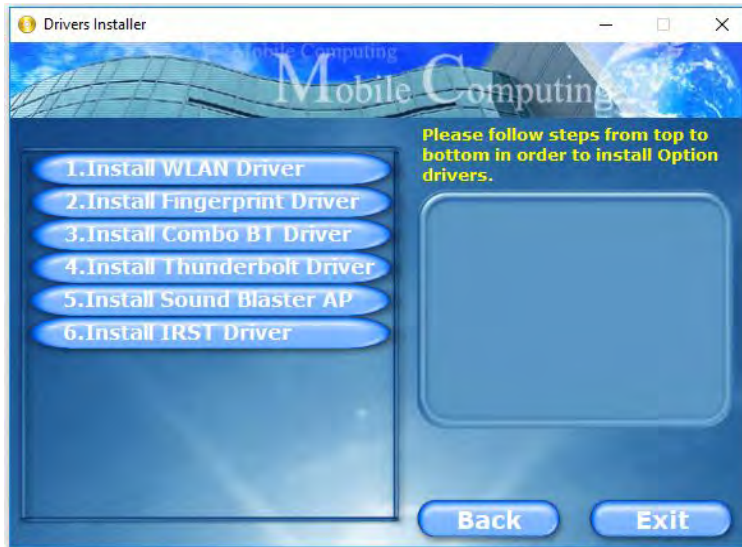 Drivers Installer
Mobile Computing
Mobile Computing
Please follow steps from top to
bottom in order to install Option
drivers.
1.Install WLAN Driver
2.Install Fingerprint Driver
3.Install Combo BT Driver
4.Install Thunderbolt Driver
5.Install Sound Blaster AP
6.Install IRST Driver
Back
Exit